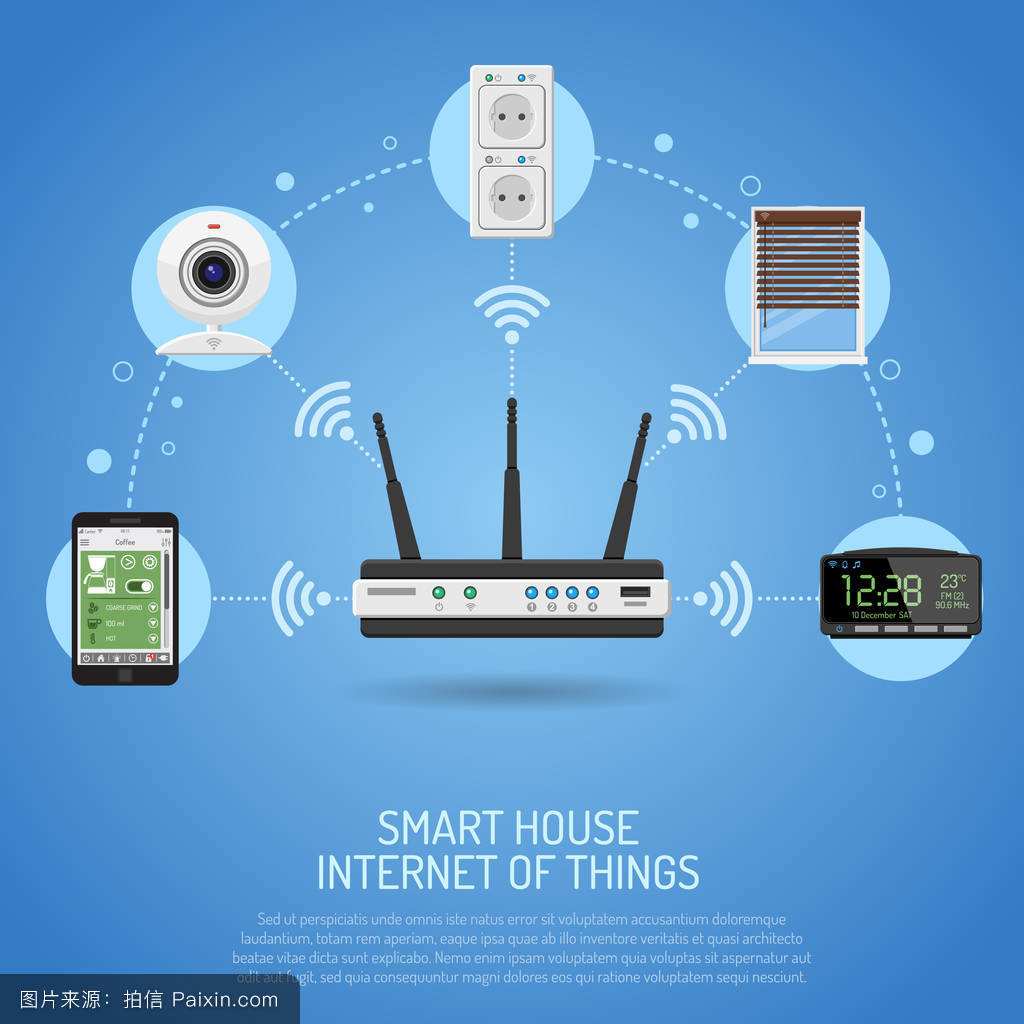 Coffee
COARSE GRIND
100 ml
HOT
1 2 3 4
12:28
23°C
FM (2)
90.6 MHz
10 December SAT
SMART HOUSE
INTERNET OF THINGS
Sed ut perspiciatis unde omnis iste natus error sit voluptatem accusantium doloremque
laudantium, totam rem aperiam, eaque ipsa quae ab illo inventore veritatis et quasi architecto
beatae vitae dicta sunt explicabo. Nemo enim ipsam voluptatem quia voluptas sit aspernatur aut
odit aut fugit, sed quia consequuntur magni dolores eos qui ratione voluptatem sequi nesciunt.
图片来源：拍信 Paixin.com